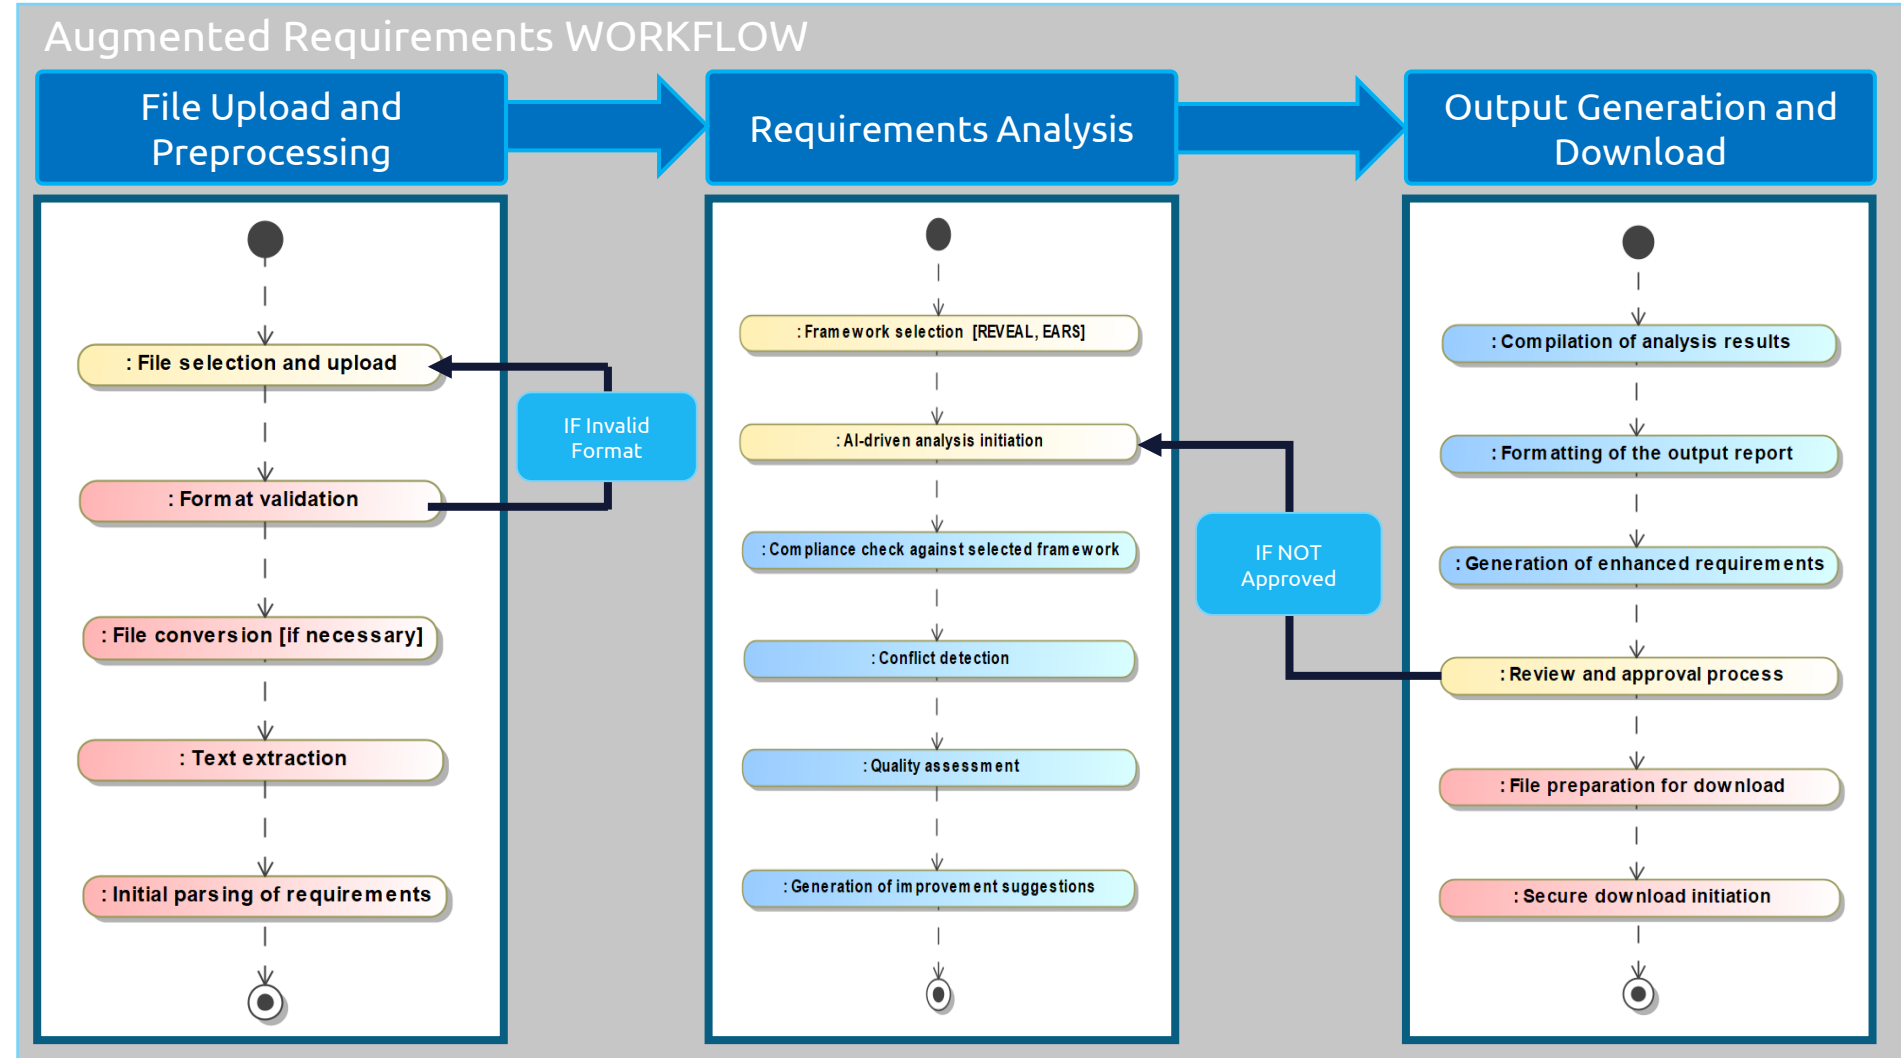 Augmented Requirements WORKFLOW
File Upload and
Preprocessing
Requirements Analysis
Output Generation and
Download
: File selection and upload
: Format validation
: File conversion [if necessary]
: Text extraction
: Initial parsing of requirements
IF Invalid
Format
: Framework selection [REVEAL, EARS]
: AI-driven analysis initiation
: Compliance check against selected framework
: Conflict detection
: Quality assessment
: Generation of improvement suggestions
IF NOT
Approved
: Compilation of analysis results
: Formatting of the output report
: Generation of enhanced requirements
: Review and approval process
: File preparation for download
: Secure download initiation